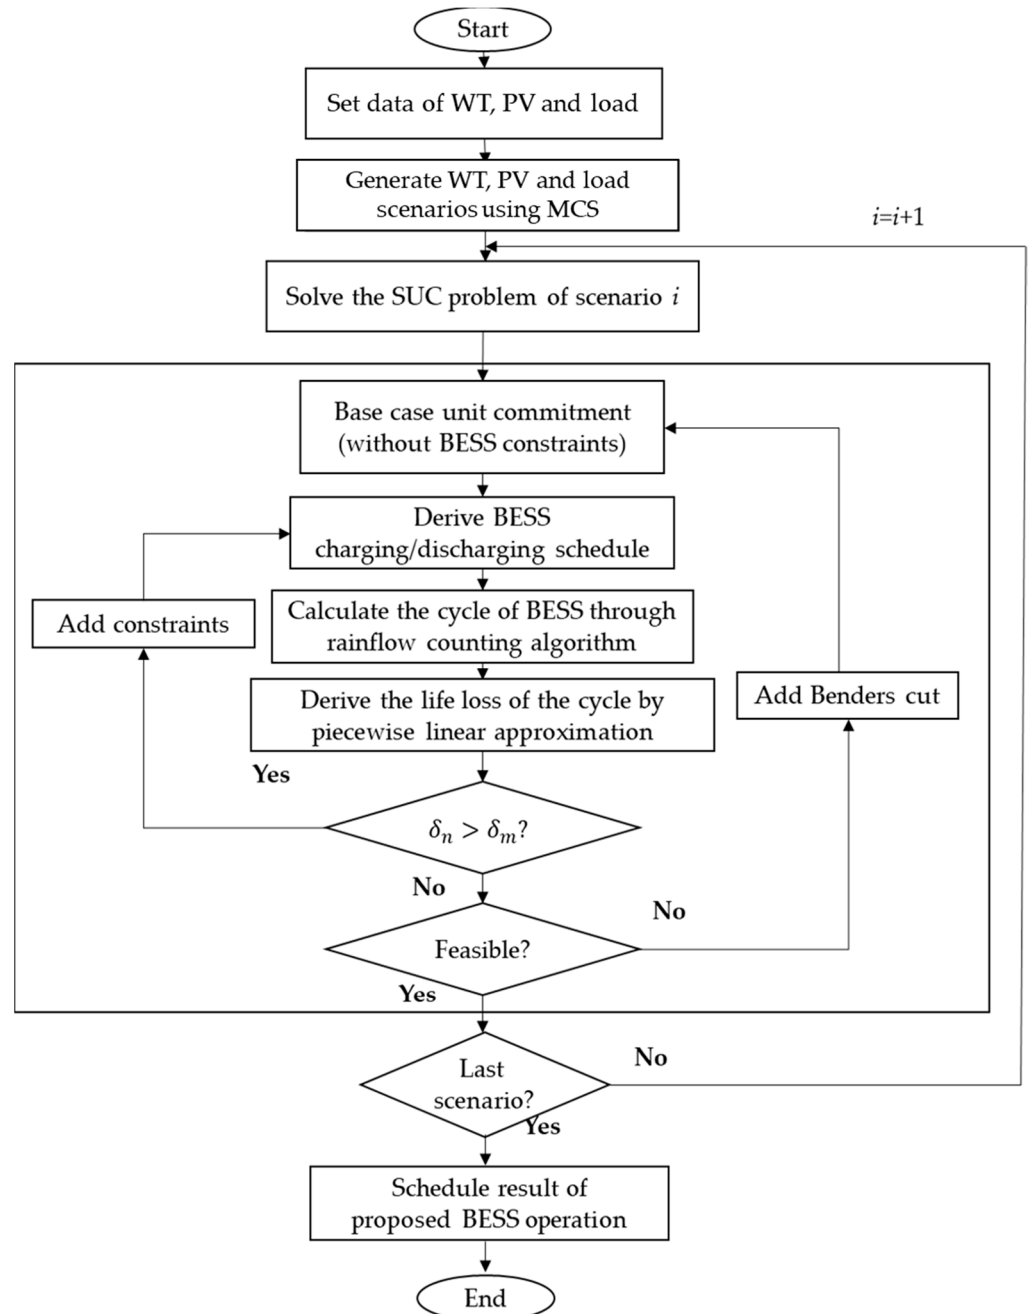 Start
Set data of WT, PV and load
Generate WT, PV and load
scenarios using MCS
i=i+1
Solve the SUC problem of scenario i
Base case unit commitment
(without BESS constraints)
Derive BESS
charging/discharging schedule
Add constraints
Calculate the cycle of BESS through
rainflow counting algorithm
Add Benders cut
Derive the life loss of the cycle by
piecewise linear approximation
Yes
δₙ > δₘ?
No
No
Feasible?
Yes
Last
scenario?
No
Yes
Schedule result of
proposed BESS operation
End